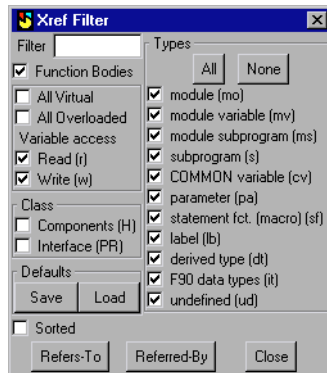 Xref Filter
Filter
Function Bodies
All Virtual
All Overloaded
Variable access
Read (r)
Write (w)
Class
Components (H)
Interface (PR)
Defaults
Save Load
Types
All None
module (mo)
module variable (mv)
module subprogram (ms)
subprogram (s)
COMMON variable (cv)
parameter (pa)
statement fct. (macro) (sf)
label (lb)
derived type (dt)
F90 data types (it)
undefined (ud)
Sorted
Refers-To Referred-By Close